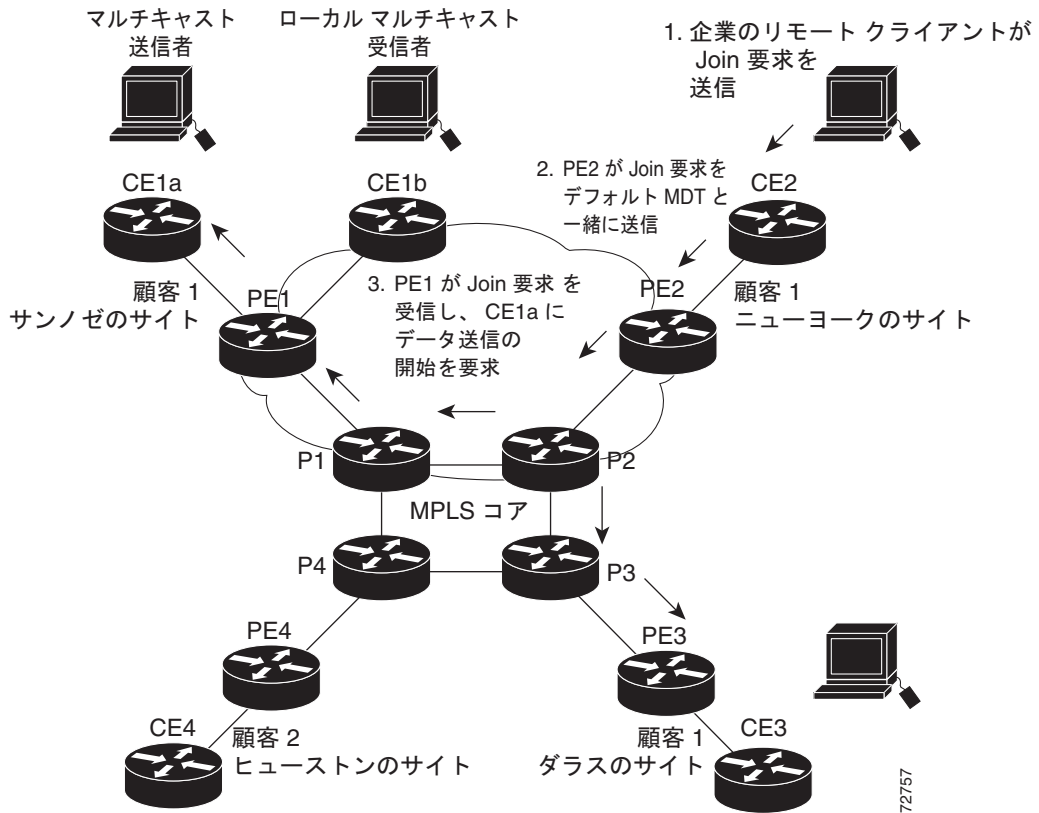 マルチキャスト
送信者
ローカル マルチキャスト
受信者
1. 企業のリモート クライアントが
Join 要求を
送信
CE1a
CE1b
2. PE2 が Join 要求を
デフォルト MDT と
一緒に送信
CE2
顧客 1
サンノゼのサイト
PE1
3. PE1 が Join 要求 を
受信し、 CE1a に
データ送信の
開始を要求
PE2
顧客 1
ニューヨークのサイト
P1
P2
MPLS コア
P4
P3
PE4
PE3
CE4
顧客 2
ヒューストンのサイト
顧客 1
ダラスのサイト
CE3
72757